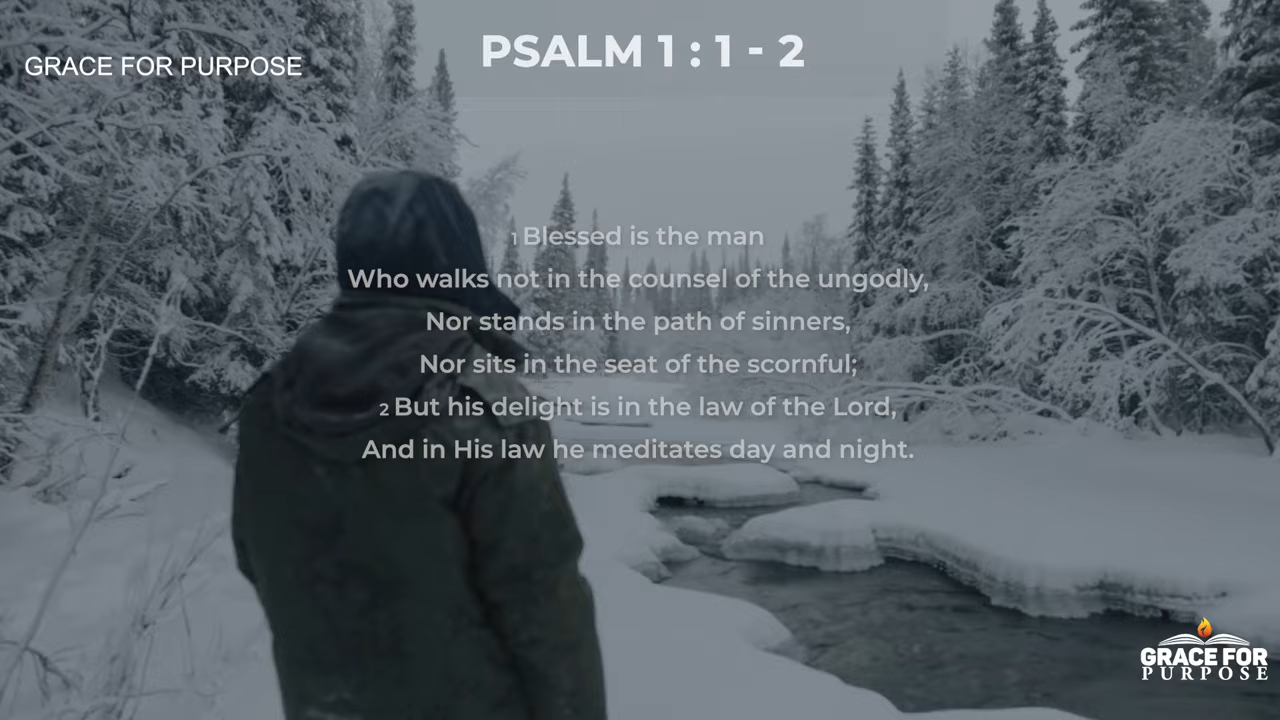 GRACE FOR PURPOSE
PSALM 1 : 1 - 2
1 Blessed is the man
Who walks not in the counsel of the ungodly,
Nor stands in the path of sinners,
Nor sits in the seat of the scornful;
2 But his delight is in the law of the Lord,
And in His law he meditates day and night.
GRACE FOR
PURPOSE